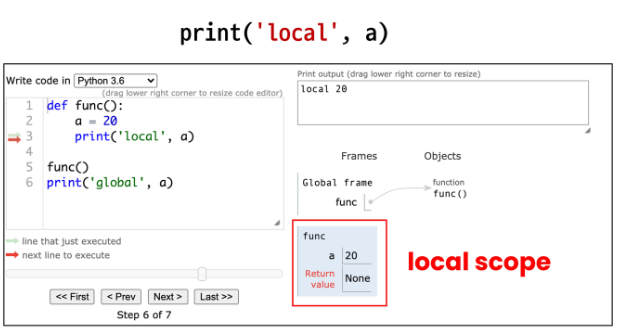 print('local', a)
Write code in Python 3.6
(drag lower right corner to resize code editor)
1 def func():
2 a = 20
3 print('local', a)
4
5 func()
6 print('global', a)
line that just executed
next line to execute
<< First < Prev Next > Last >>
Step 6 of 7
Print output (drag lower right corner to resize)
local 20
Frames Objects
Global frame
func
function
func()
func
a 20
Return
value None
local scope